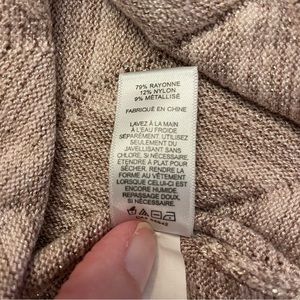 79% RAYONNE
12% NYLON
9% MÉTALLISÉ
FABRIQUÉ EN CHINE
LAVEZ À LA MAIN
À L'EAU FROIDE
SÉPARÉMENT. UTILISEZ
SEULEMENT DU
JAVELLISANT SANS
CHLORE, SI NÉCESSAIRE.
ÉTENDRE À PLAT POUR
SÉCHER. RENDRE FORME
AU VÊTEMENT
LORSQUE CELUI-CI EST
ENCORE HUMIDE.
REPASSAGE DOUX,
SI NÉCESSAIRE.